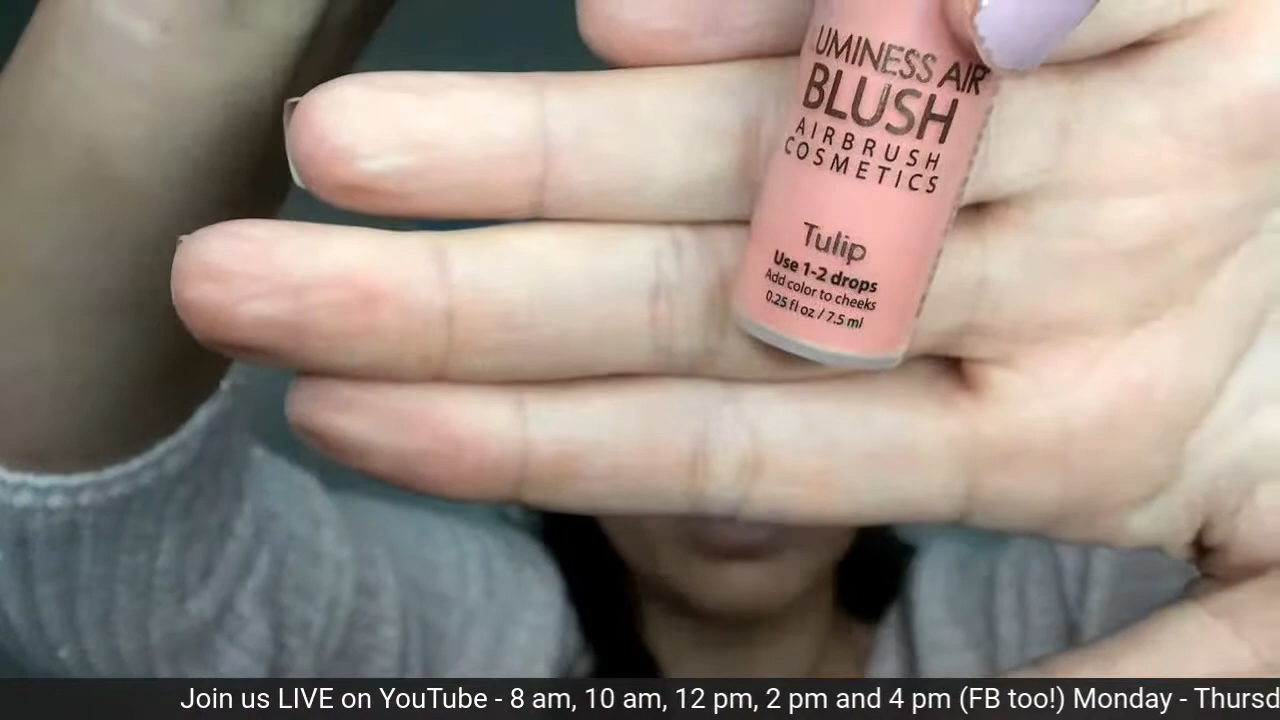 UMINESS AIR
BLUSH
AIRBRUSH
COSMETICS
Tulip
Use 1-2 drops
Add color to cheeks
0.25 fl oz / 7.5 ml
Join us LIVE on YouTube - 8 am, 10 am, 12 pm, 2 pm and 4 pm (FB too!) Monday - Thursd